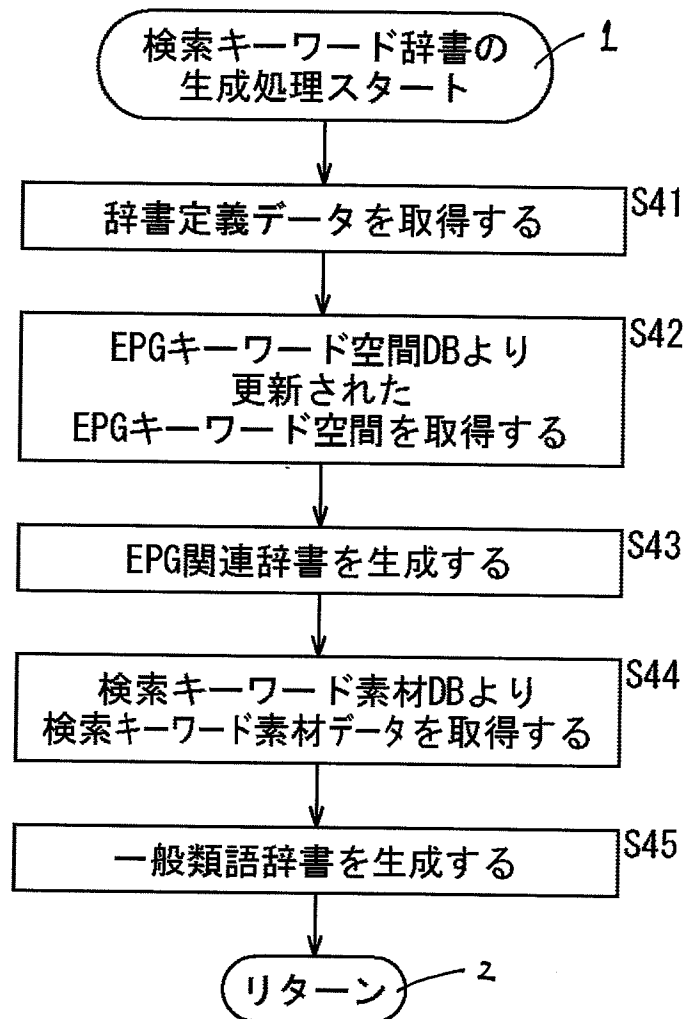 検索キーワード辞書の
生成処理スタート
1
S41
辞書定義データを取得する
S42
EPGキーワード空間DBより
更新された
EPGキーワード空間を取得する
S43
EPG関連辞書を生成する
S44
検索キーワード素材DBより
検索キーワード素材データを取得する
S45
一般類語辞書を生成する
リターン
2